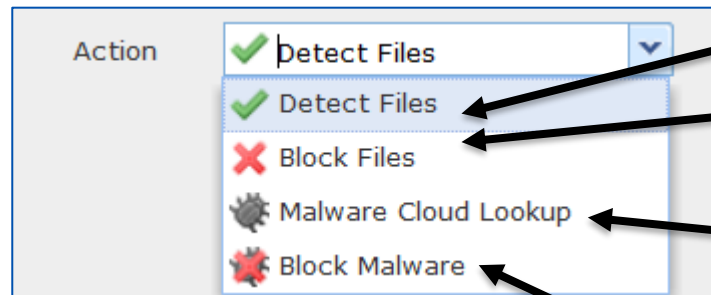 Action Detect Files
Detect Files
Block Files
Malware Cloud Lookup
Block Malware